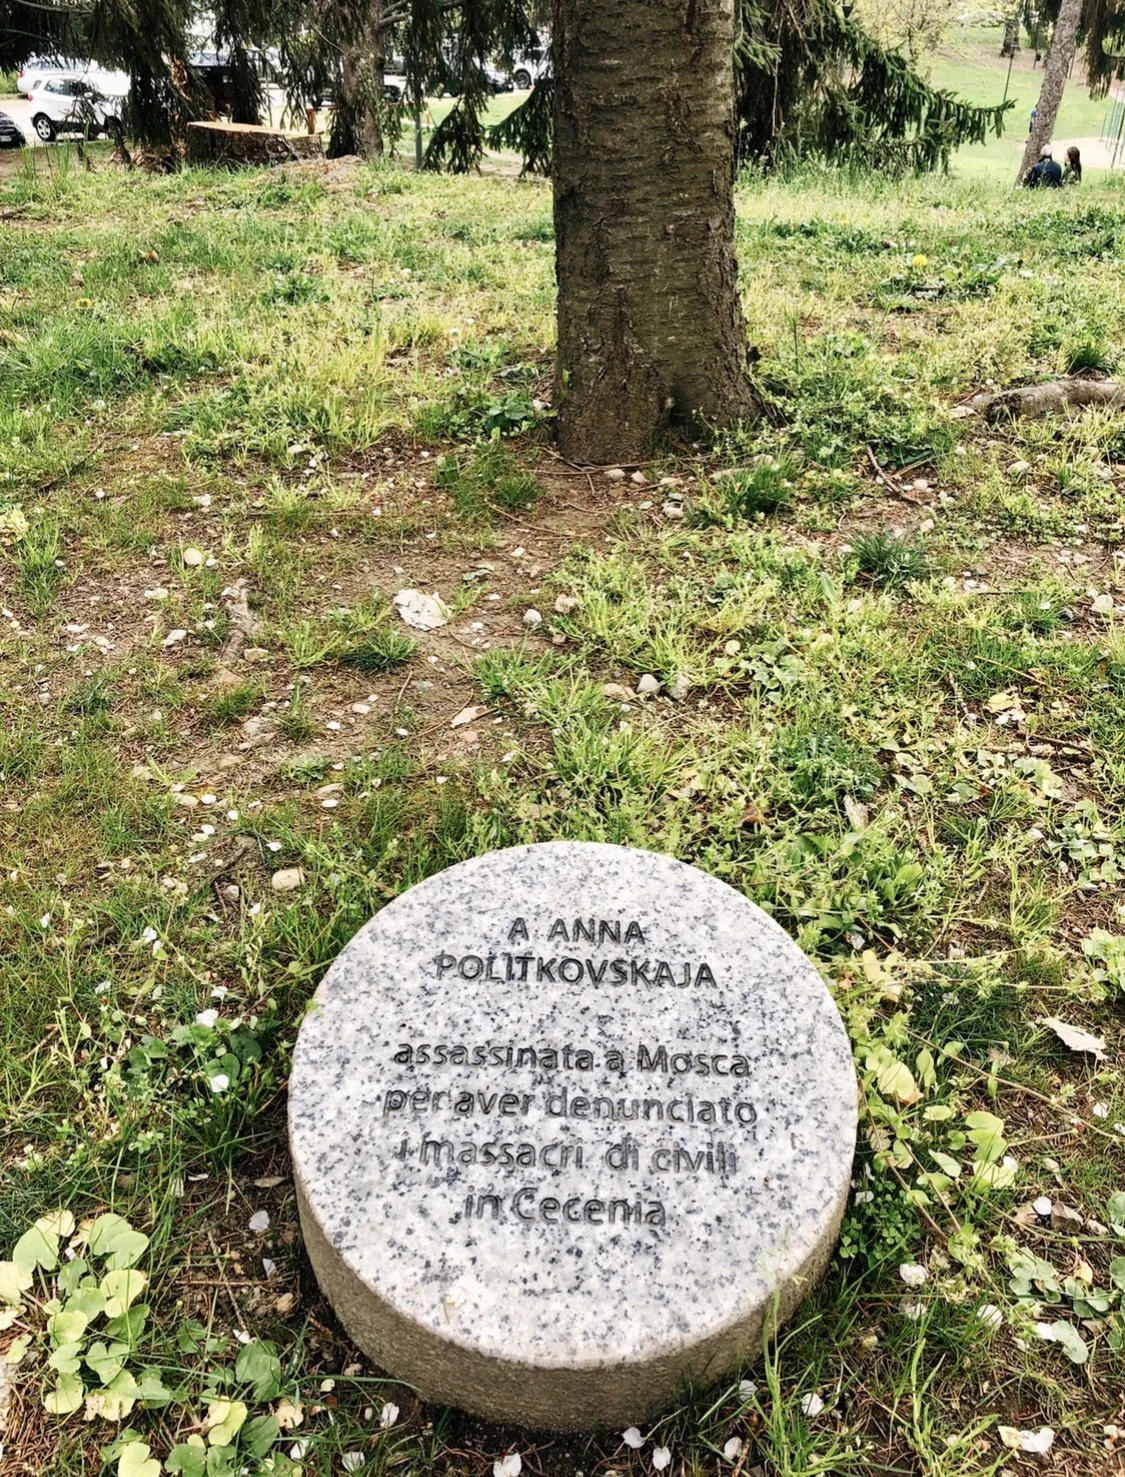 A ANNA
POLITKOVSKAJA
assassinata a Mosca
per aver denunciato
i massacri di civili
in Cecenia